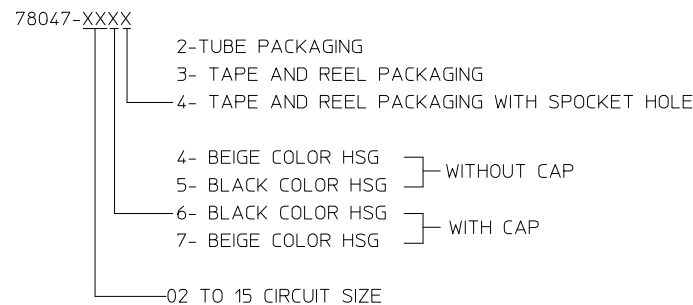 78047-XXXX
2-TUBE PACKAGING
3- TAPE AND REEL PACKAGING
4- TAPE AND REEL PACKAGING WITH SPOCKET HOLE
4- BEIGE COLOR HSG
5- BLACK COLOR HSG
WITHOUT CAP
6- BLACK COLOR HSG
7- BEIGE COLOR HSG
WITH CAP
02 TO 15 CIRCUIT SIZE